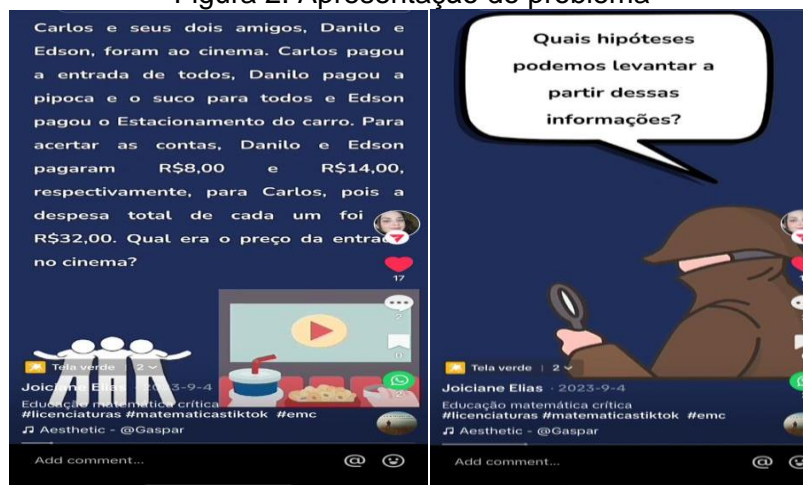 Figura 2: Apresentação do problema
Carlos e seus dois amigos, Danilo e
Edson, foram ao cinema. Carlos pagou
a entrada de todos, Danilo pagou a
pipoca e o suco para todos e Edson
pagou o Estacionamento do carro. Para
acertar as contas, Danilo e Edson
pagaram R$8,00 e R$14,00,
respectivamente, para Carlos, pois a
despesa total de cada um foi
R$32,00. Qual era o preço da
no cinema?
17
2
0
2
Tela verde | 2
Joiciane Elias
Educação matemática crítica
#licenciaturas #matematicastiktok #emc
Aesthetic - @Gaspar
Add comment...
@
Quais hipóteses
podemos levantar a
partir dessas
informações?
Tela verde | 2
Joiciane Elias · 2023-9-4
Educação matemática crítica
#licenciaturas #matematicastiktok #emc
Aesthetic - @Gaspar
Add comment...
@